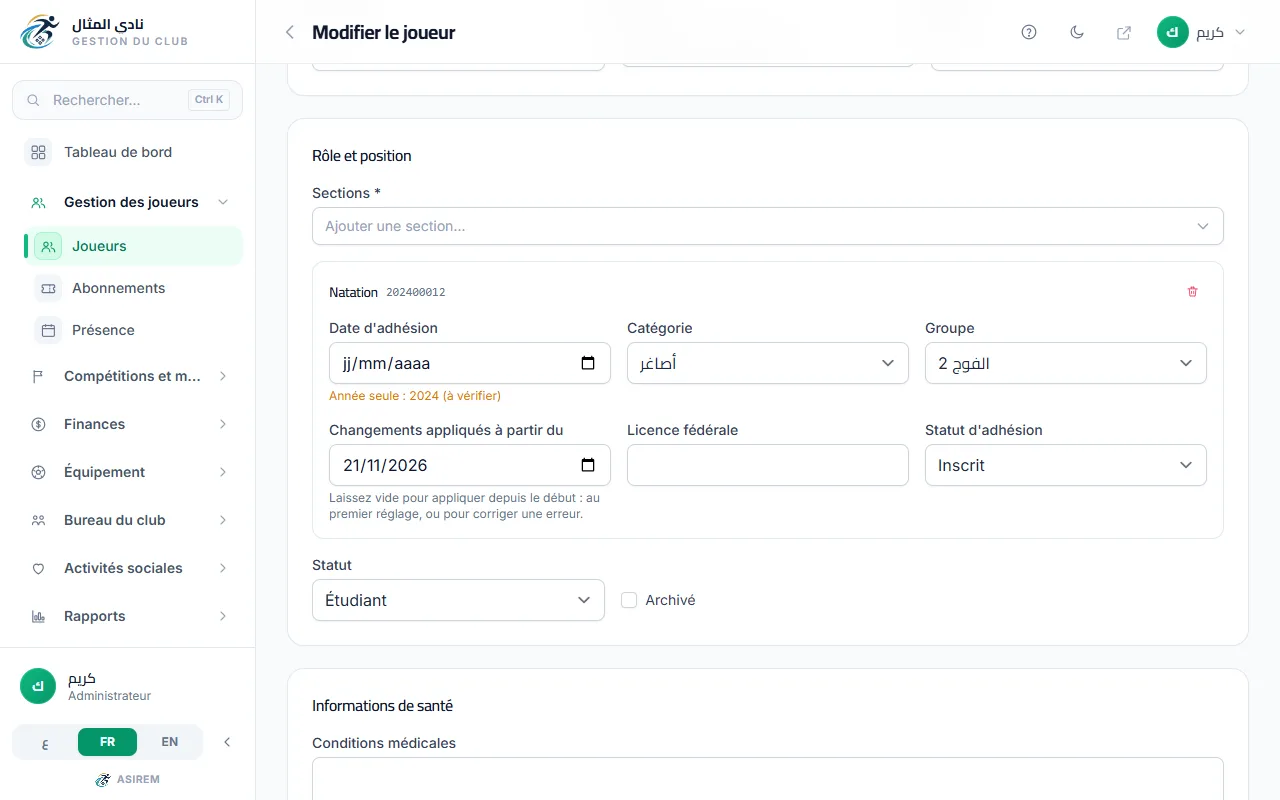 نادي المثال
GESTION DU CLUB
Rechercher... Ctrl K
Tableau de bord
Gestion des joueurs
Joueurs
Abonnements
Présence
Compétitions et m...
Finances
Équipement
Bureau du club
Activités sociales
Rapports
ك كريم
Administrateur
ع FR EN
ASIREM
Modifier le joueur
ك كريم
Rôle et position
Sections *
Ajouter une section...
Natation 202400012
Date d'adhésion Catégorie Groupe
jj/mm/aaaa أصاغر الفوج 2
Année seule : 2024 (à vérifier)
Changements appliqués à partir du Licence fédérale Statut d'adhésion
21/11/2026 Inscrit
Laissez vide pour appliquer depuis le début : au
premier réglage, ou pour corriger une erreur.
Statut
Étudiant Archivé
Informations de santé
Conditions médicales